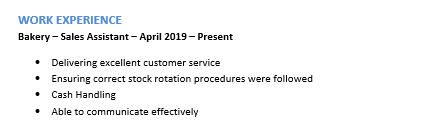 WORK EXPERIENCE
Bakery – Sales Assistant – April 2019 – Present
• Delivering excellent customer service
• Ensuring correct stock rotation procedures were followed
• Cash Handling
• Able to communicate effectively